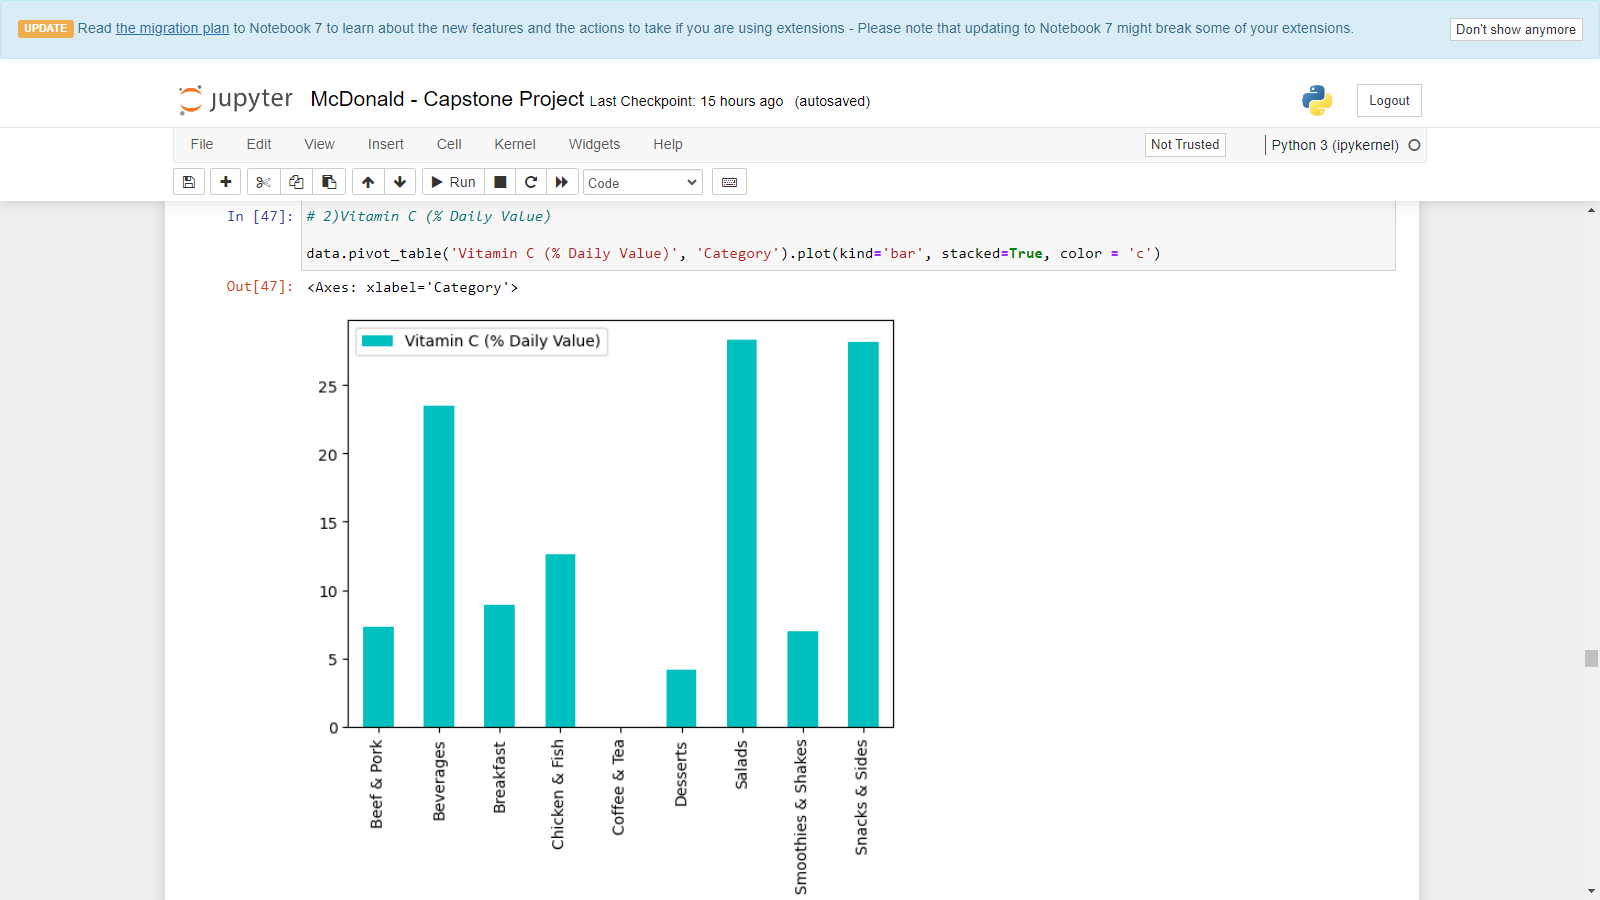 UPDATE Read the migration plan to Notebook 7 to learn about the new features and the actions to take if you are using extensions - Please note that updating to Notebook 7 might break some of your extensions.
Don't show anymore
jupyter McDonald - Capstone Project Last Checkpoint: 15 hours ago (autosaved)
Logout
File Edit View Insert Cell Kernel Widgets Help
Not Trusted
Python 3 (ipykernel)
Run
Code
In [47]: # 2)Vitamin C (% Daily Value)
data.pivot_table('Vitamin C (% Daily Value)', 'Category').plot(kind='bar', stacked=True, color = 'c')
Out[47]: <Axes: xlabel='Category'>
Vitamin C (% Daily Value)
25
20
15
10
5
0
Beef & Pork
Beverages
Breakfast
Chicken & Fish
Coffee & Tea
Desserts
Salads
Smoothies & Shakes
Snacks & Sides